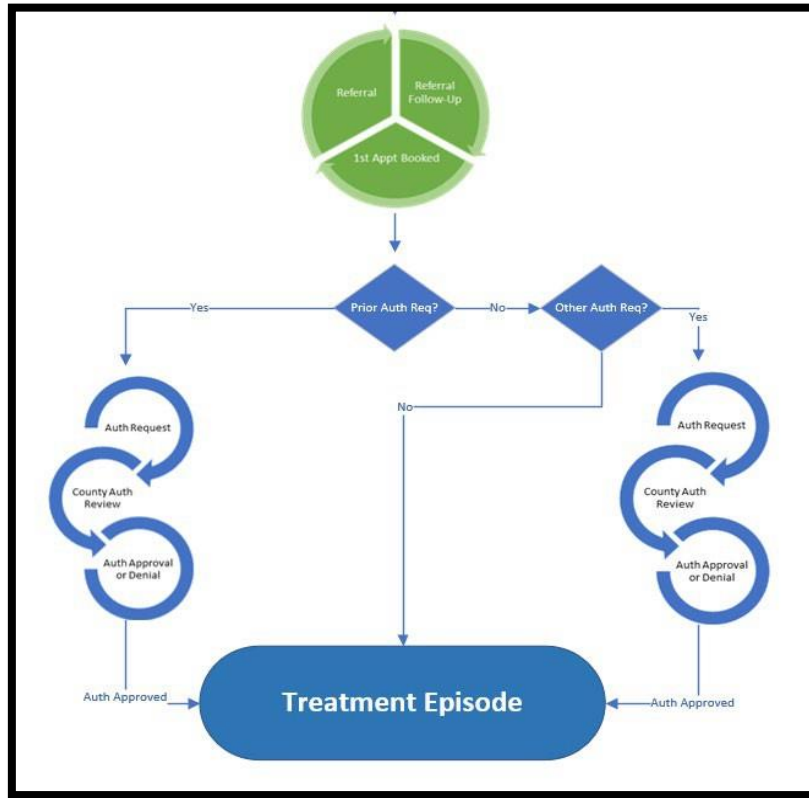 Referral
Referral
Follow-Up
1st Appt Booked
Prior Auth Req?
Other Auth Req?
Yes
No
Yes
No
Auth Request
County Auth
Review
Auth Approval
or Denial
Auth Request
County Auth
Review
Auth Approval
or Denial
Auth Approved
Treatment Episode
Auth Approved